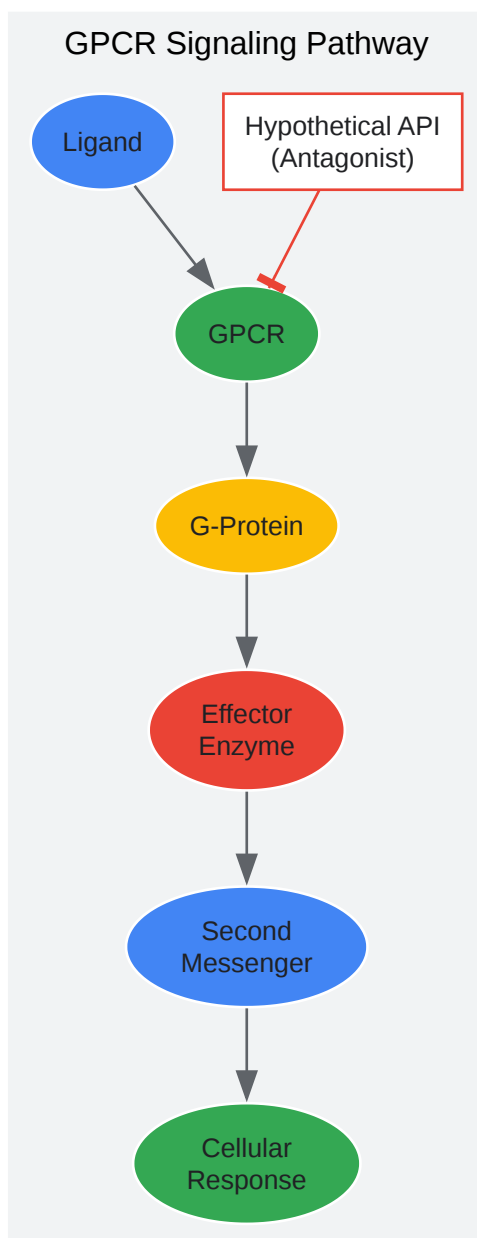 GPCR Signaling Pathway
Ligand
Hypothetical API
(Antagonist)
GPCR
G-Protein
Effector
Enzyme
Second
Messenger
Cellular
Response